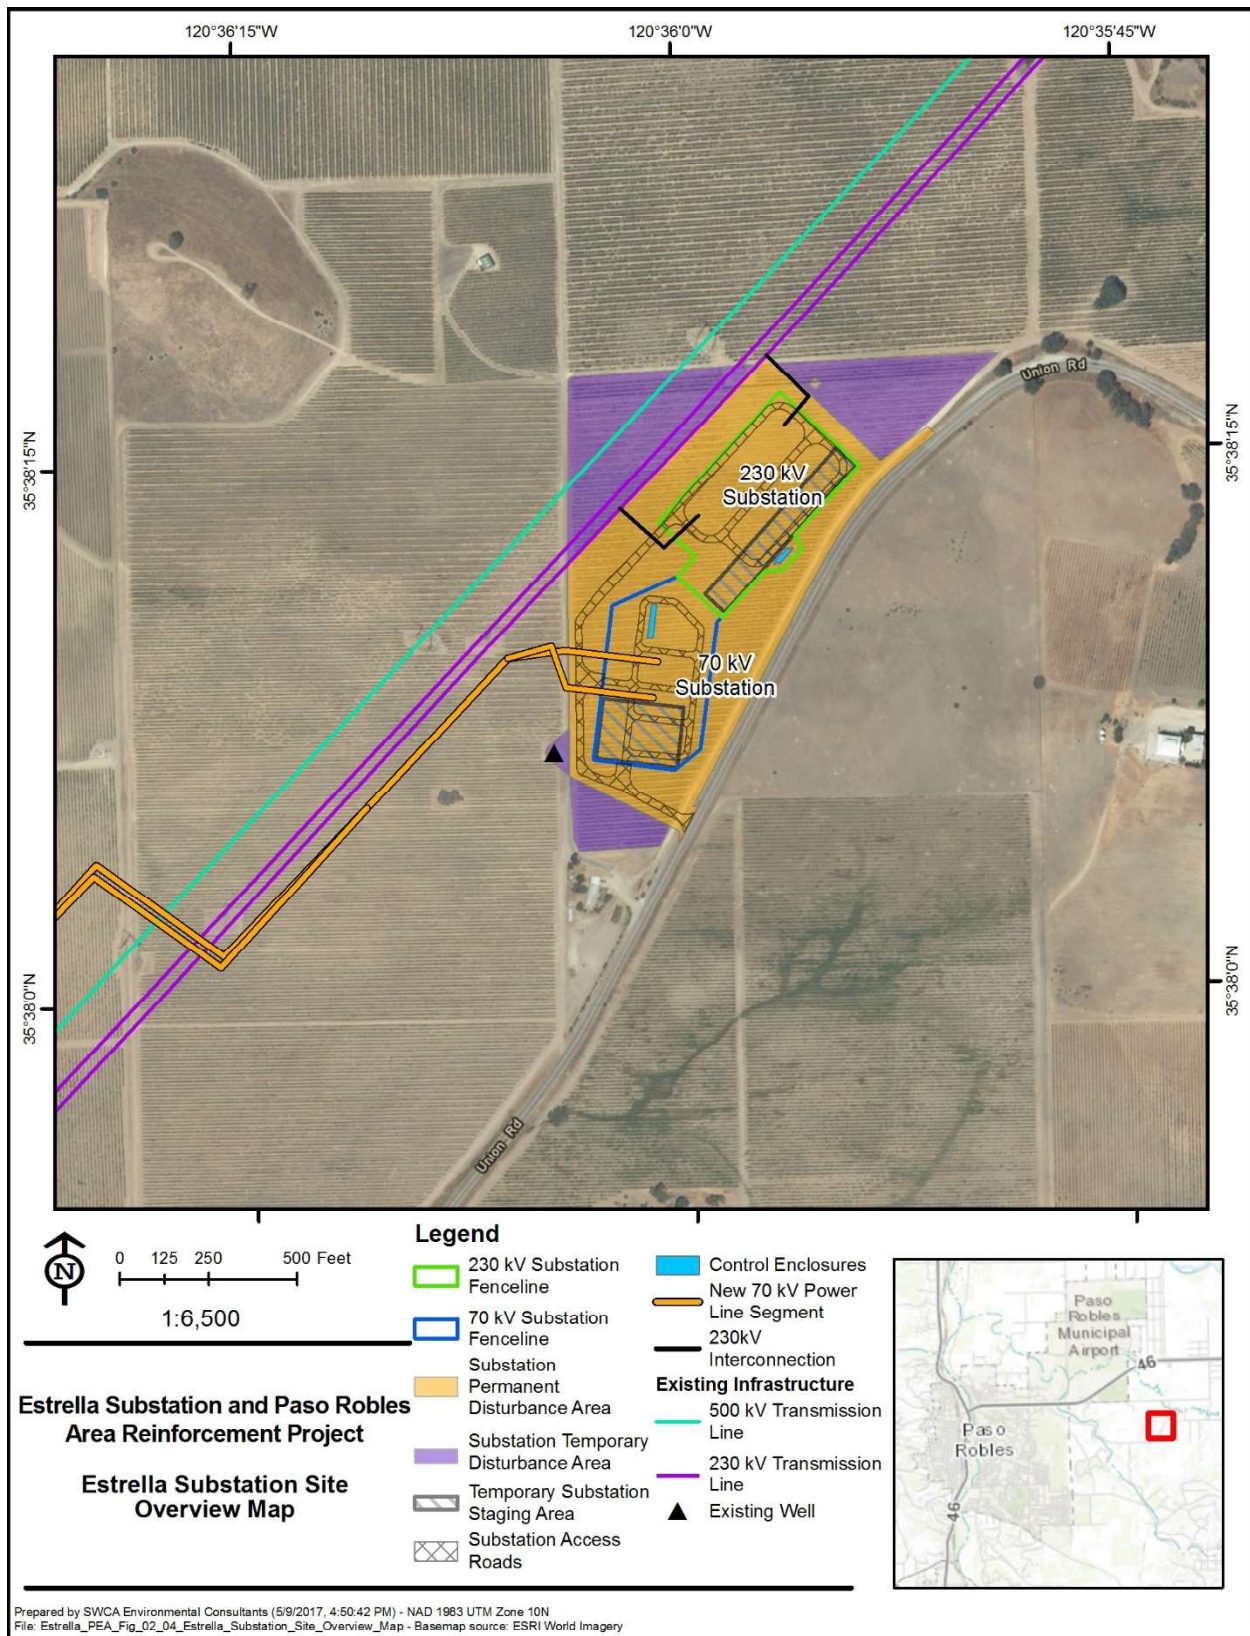 120°36'15"W
120°36'0"W
120°35'45"W
35°38'15"N
35°38'15"N
Union Rd
230 kV
Substation
70 kV
Substation
35°38'0"N
35°38'0"N
Union Rd
N
0 125 250 500 Feet
1:6,500
Estrella Substation and Paso Robles
Area Reinforcement Project
Estrella Substation Site
Overview Map
Legend
230 kV Substation
Fenceline
70 kV Substation
Fenceline
Substation
Permanent
Disturbance Area
Substation Temporary
Disturbance Area
Temporary Substation
Staging Area
Substation Access
Roads
Control Enclosures
New 70 kV Power
Line Segment
230kV
Interconnection
Existing Infrastructure
500 kV Transmission
Line
230 kV Transmission
Line
Existing Well
Paso
Robles
Municipal
Airport
46
Paso
Robles
46
Prepared by SWCA Environmental Consultants (5/9/2017, 4:50:42 PM) - NAD 1983 UTM Zone 10N
File: Estrella_PEA_Fig_02_04_Estrella_Substation_Site_Overview_Map - Basemap source: ESRI World Imagery